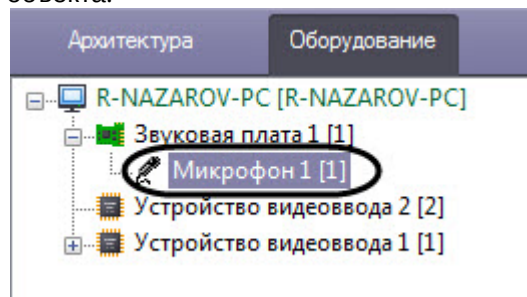 объекта.
Архитектура Оборудование
R-NAZAROV-PC [R-NAZAROV-PC]
Звуковая плата 1 [1]
Микрофон 1 [1]
Устройство видеоввода 2 [2]
Устройство видеоввода 1 [1]